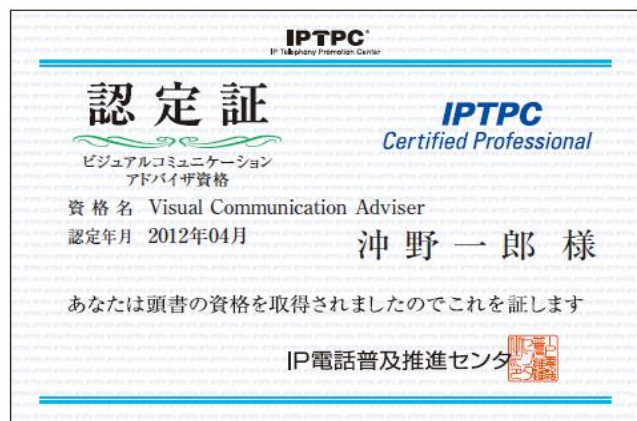 IPTPC®
IP Telephony Promotion Center
認定証
IPTPC
Certified Professional
ビジュアルコミュニケーション
アドバイザ資格
資格名 Visual Communication Adviser
認定年月 2012年04月
沖野一郎 様
あなたは頭書の資格を取得されましたのでこれを証します
IP電話普及推進センタ